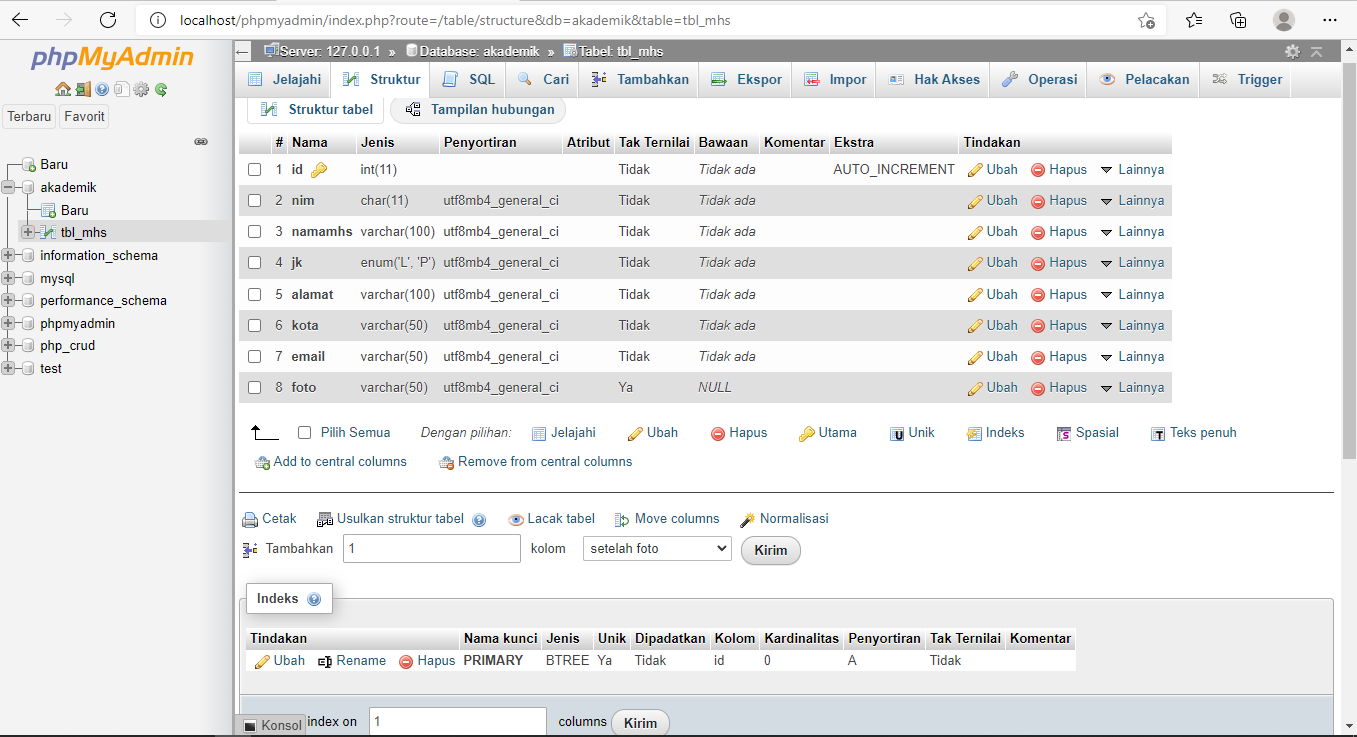 localhost/phpmyadmin/index.php?route=/table/structure&db=akademik&table=tbl_mhs
phpMyAdmin
Terbaru Favorit
Baru
akademik
Baru
tbl_mhs
information_schema
mysql
performance_schema
phpmyadmin
php_crud
test
Server: 127.0.0.1 » Database: akademik » Tabel: tbl_mhs
Jelajahi Struktur SQL Cari Tambahkan Ekspor Impor Hak Akses Operasi Pelacakan Trigger
Struktur tabel Tampilan hubungan
# Nama Jenis Penyortiran Atribut Tak Ternilai Bawaan Komentar Ekstra Tindakan
1 id int(11) Tidak Tidak ada AUTO_INCREMENT Ubah Hapus Lainnya
2 nim char(11) utf8mb4_general_ci Tidak Tidak ada Ubah Hapus Lainnya
3 namamhs varchar(100) utf8mb4_general_ci Tidak Tidak ada Ubah Hapus Lainnya
4 jk enum('L', 'P') utf8mb4_general_ci Tidak Tidak ada Ubah Hapus Lainnya
5 alamat varchar(100) utf8mb4_general_ci Tidak Tidak ada Ubah Hapus Lainnya
6 kota varchar(50) utf8mb4_general_ci Tidak Tidak ada Ubah Hapus Lainnya
7 email varchar(50) utf8mb4_general_ci Tidak Tidak ada Ubah Hapus Lainnya
8 foto varchar(50) utf8mb4_general_ci Ya NULL Ubah Hapus Lainnya
Pilih Semua Dengan pilihan: Jelajahi Ubah Hapus Utama Unik Indeks Spasial Teks penuh
Add to central columns Remove from central columns
Cetak Usulkan struktur tabel Lacak tabel Move columns Normalisasi
Tambahkan 1 kolom setelah foto Kirim
Indeks
Tindakan Nama kunci Jenis Unik Dipadatkan Kolom Kardinalitas Penyortiran Tak Ternilai Komentar
Ubah Rename Hapus PRIMARY BTREE Ya Tidak id 0 A Tidak
Konsol index on 1 columns Kirim